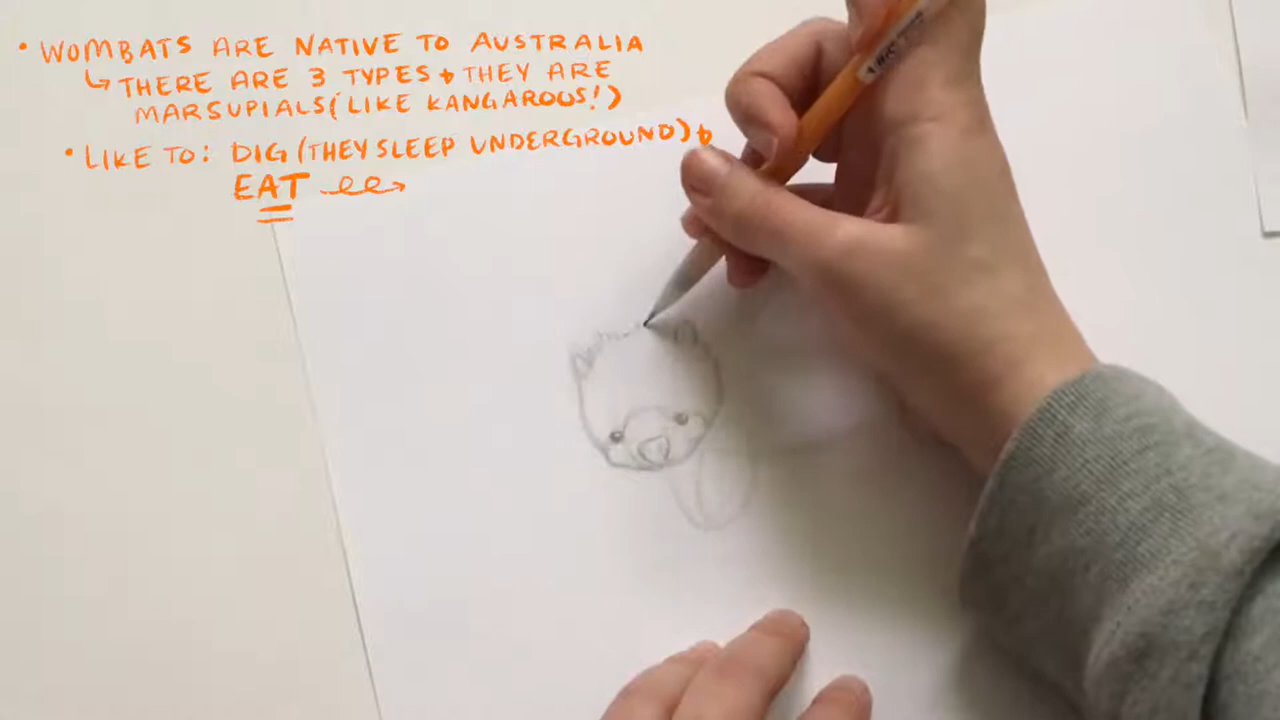 • WOMBATS ARE NATIVE TO AUSTRALIA
↳ THERE ARE 3 TYPES + THEY ARE
MARSUPIALS (LIKE KANGAROOS!)
• LIKE TO: DIG (THEY SLEEP UNDERGROUND) +
EAT